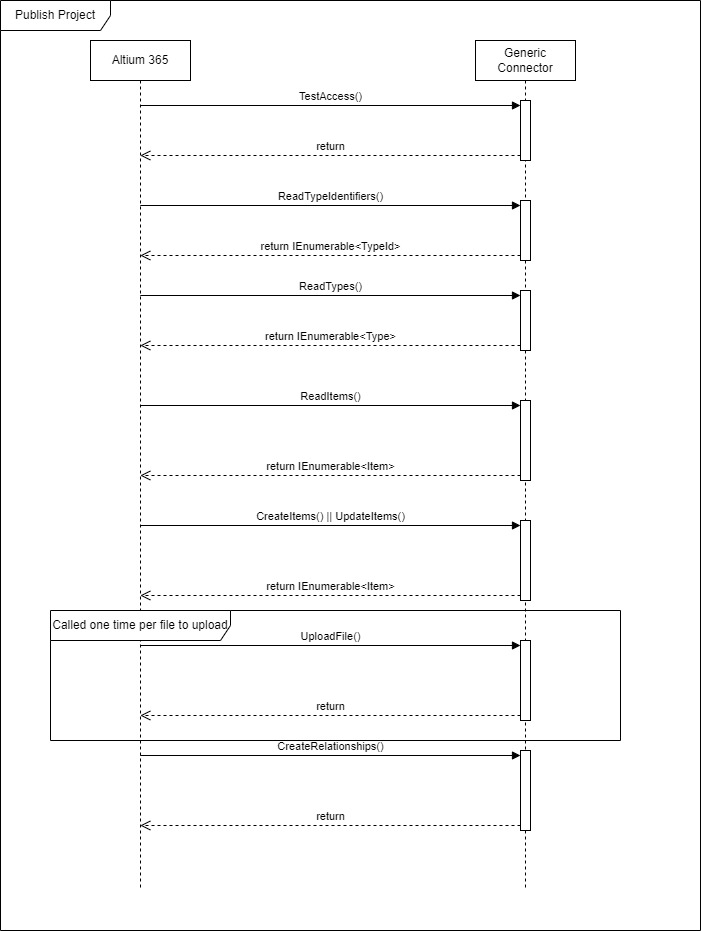 Publish Project
Altium 365
Generic
Connector
TestAccess()
return
ReadTypeIdentifiers()
return IEnumerable<TypeId>
ReadTypes()
return IEnumerable<Type>
ReadItems()
return IEnumerable<Item>
CreateItems() || UpdateItems()
return IEnumerable<Item>
Called one time per file to upload
UploadFile()
return
CreateRelationships()
return